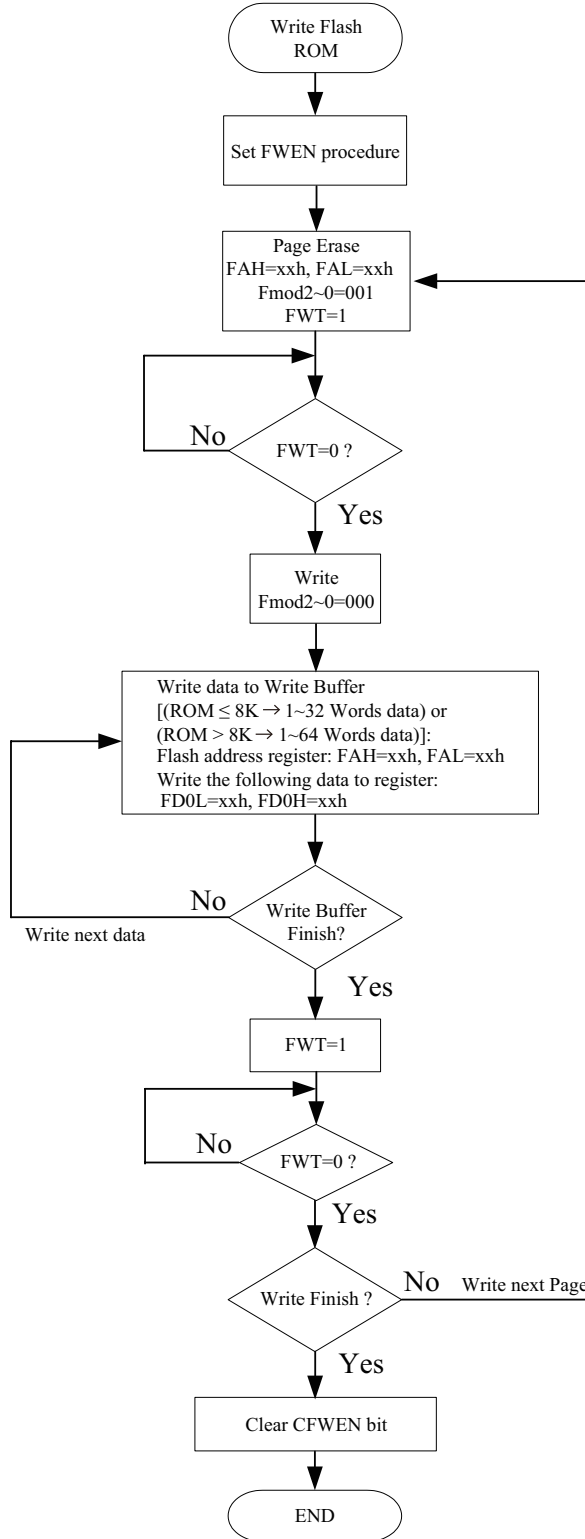 Write Flash
ROM
Set FWEN procedure
Page Erase
FAH=xxh, FAL=xxh
Fmod2~0=001
FWT=1
No
FWT=0 ?
Yes
Write
Fmod2~0=000
Write data to Write Buffer
[(ROM ≤ 8K → 1~32 Words data) or
(ROM > 8K → 1~64 Words data)]:
Flash address register: FAH=xxh, FAL=xxh
Write the following data to register:
FD0L=xxh, FD0H=xxh
No
Write Buffer
Finish?
Write next data
Yes
FWT=1
No
FWT=0 ?
Yes
Write Finish ?
No
Write next Page
Yes
Clear CFWEN bit
END